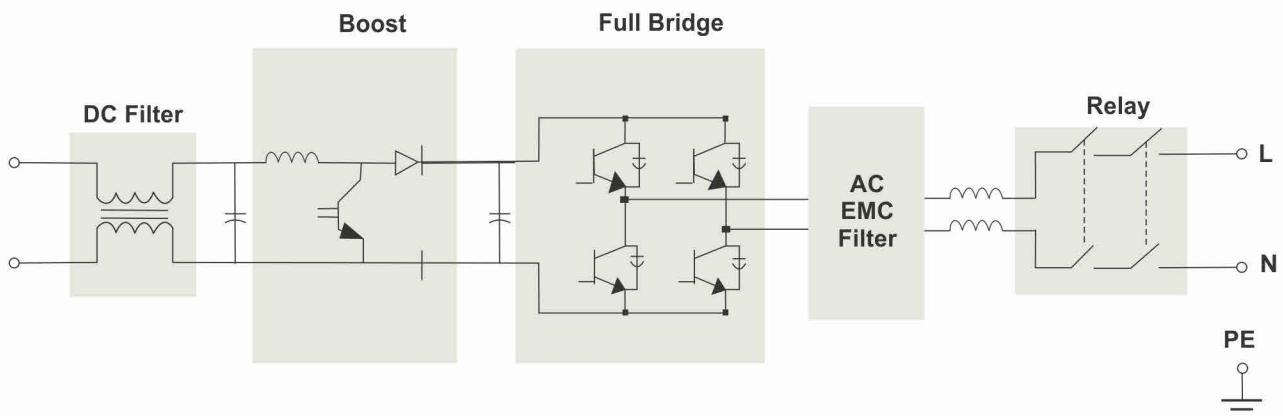 Boost
Full Bridge
DC Filter
Relay
L
AC
EMC
Filter
N
PE